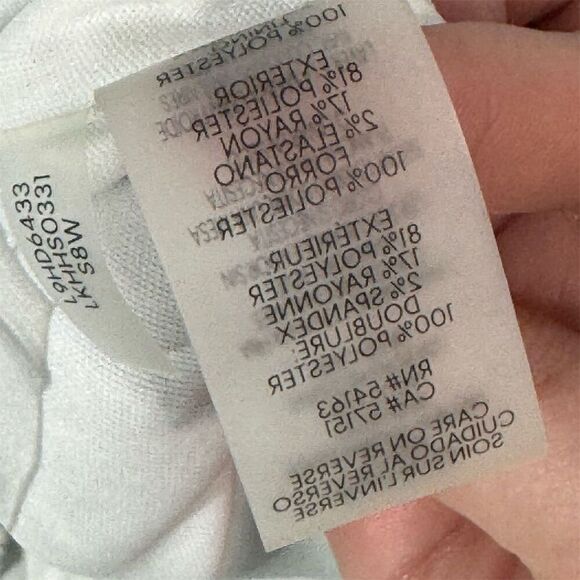 100% POLYESTER
EXTERIOR
81% POLIESTER
17% RAYON
2% ELASTANO
FORRO
100% POLIESTER
EXTÉRIEUR
81% POLYESTER
17% RAYONNE
2% SPANDEX
DOUBLURE:
100% POLYESTER
RN# 54163
CA# 57151
CARE ON REVERSE
CUIDADO AL REVERSO
SOIN SUR L'INVERSE
L9HD6433
LKHHS0331
S8W